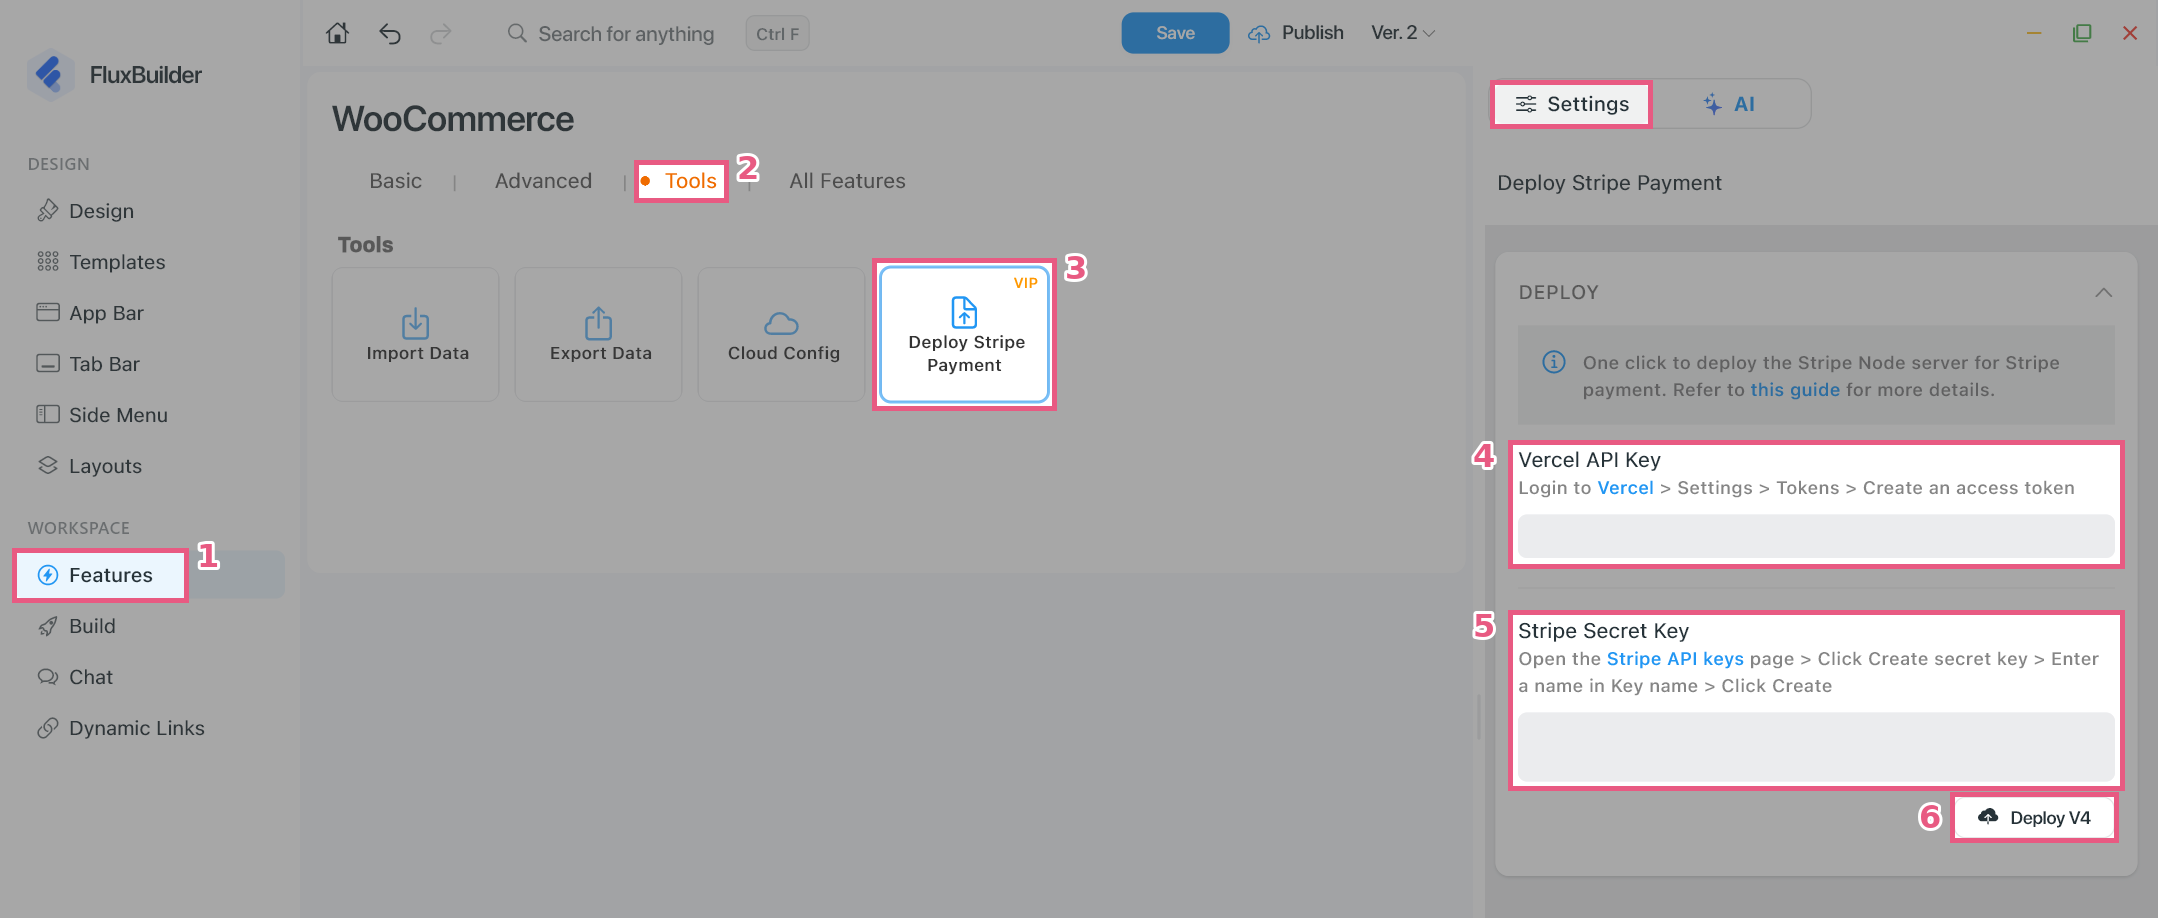 FluxBuilder
DESIGN
Design
Templates
App Bar
Tab Bar
Side Menu
Layouts
WORKSPACE
Features
1
Build
Chat
Dynamic Links
Search for anything
Ctrl F
Save
Publish
Ver. 2
WooCommerce
Basic | Advanced | Tools | All Features
2
Tools
Import Data
Export Data
Cloud Config
VIP
Deploy Stripe
Payment
3
Settings
AI
Deploy Stripe Payment
DEPLOY
One click to deploy the Stripe Node server for Stripe
payment. Refer to this guide for more details.
4
Vercel API Key
Login to Vercel > Settings > Tokens > Create an access token
5
Stripe Secret Key
Open the Stripe API keys page > Click Create secret key > Enter
a name in Key name > Click Create
6
Deploy V4